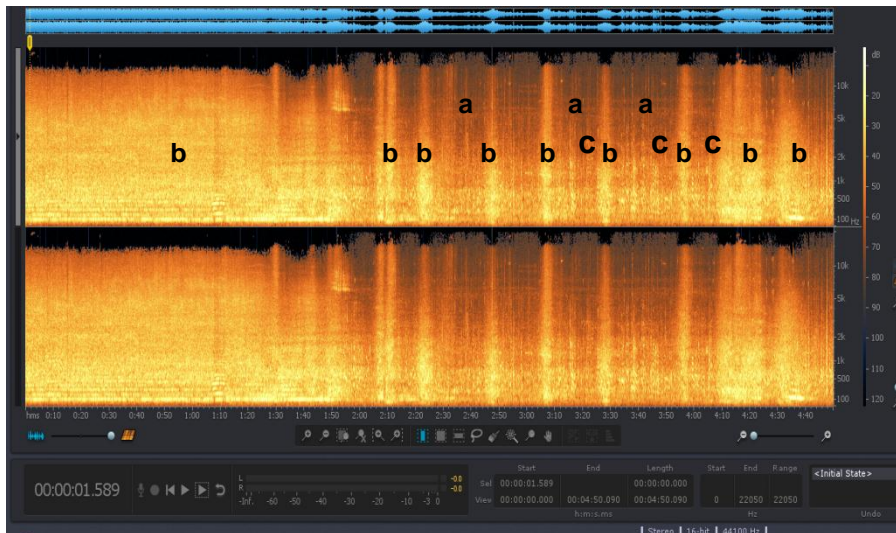 dB
10k
5k
2k
1k
500
100 Hz
20
30
40
50
60
70
80
90
100
110
120
a a a
c c c
b b b b b b b b b
10k
5k
2k
1k
500
100
hms 0:10 0:20 0:30 0:40 0:50 1:00 1:10 1:20 1:30 1:40 1:50 2:00 2:10 2:20 2:30 2:40 2:50 3:00 3:10 3:20 3:30 3:40 3:50 4:00 4:10 4:20 4:30 4:40
00:00:01.589
L
R
-Inf. -60 -50 -40 -30 -20 -10 -3 0
-0.0
-0.0
Start End Length Start End Range
Sel 00:00:01.589 00:00:00.000
View 00:00:00.000 00:04:50.090 00:04:50.090 0 22050 22050
h:m:s.ms Hz
<Initial State>
Undo
Stereo 16-bit 44100 Hz